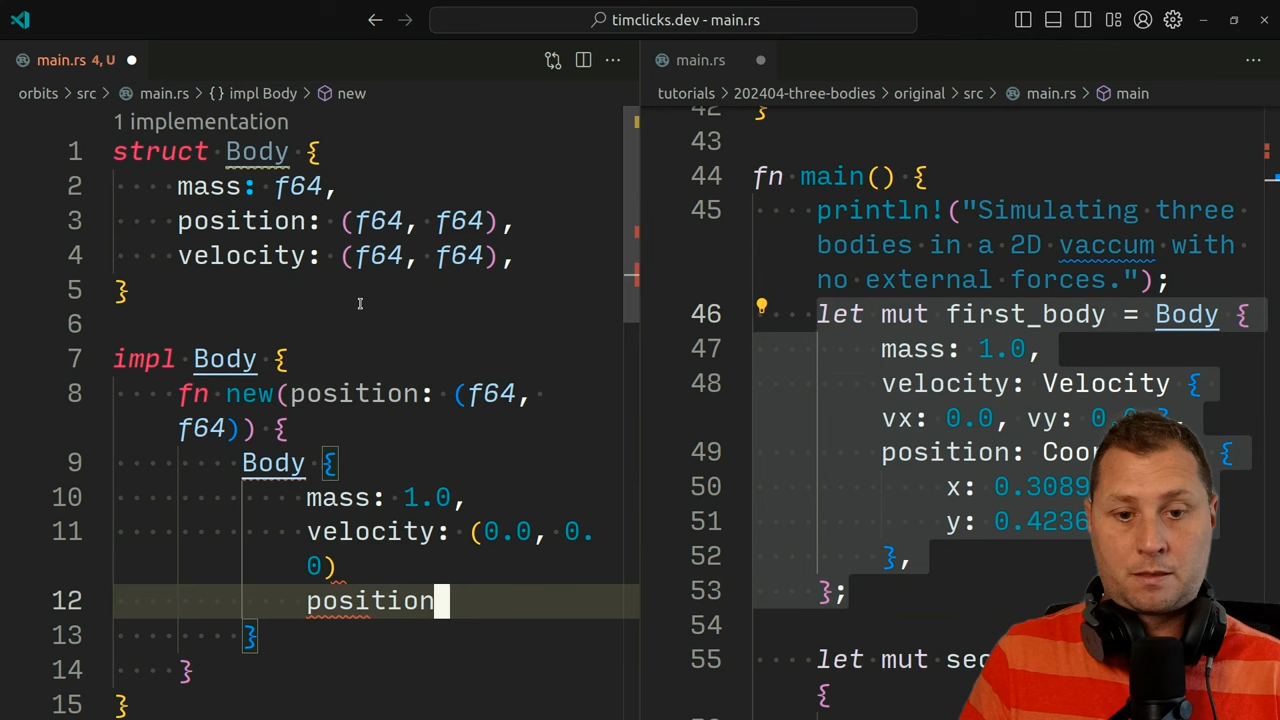 timclicks.dev - main.rs
main.rs 4, U
main.rs
orbits > src > main.rs > {} impl Body > new
tutorials > 202404-three-bodies > original > src > main.rs > main
1 implementation
1 struct Body {
2 mass: f64,
3 position: (f64, f64),
4 velocity: (f64, f64),
5 }
6
7 impl Body {
8 fn new(position: (f64,
f64)) {
9 Body {
10 mass: 1.0,
11 velocity: (0.0, 0.
0)
12 position
13 }
14 }
15 }
42 }
43
44 fn main() {
45 println!("Simulating three
bodies in a 2D vaccum with
no external forces.");
46 let mut first_body = Body {
47 mass: 1.0,
48 velocity: Velocity {
vx: 0.0, vy:
49 position: {
50 x: 0.3089
51 y: 0.4236
52 },
53 };
54
55 let mut
{